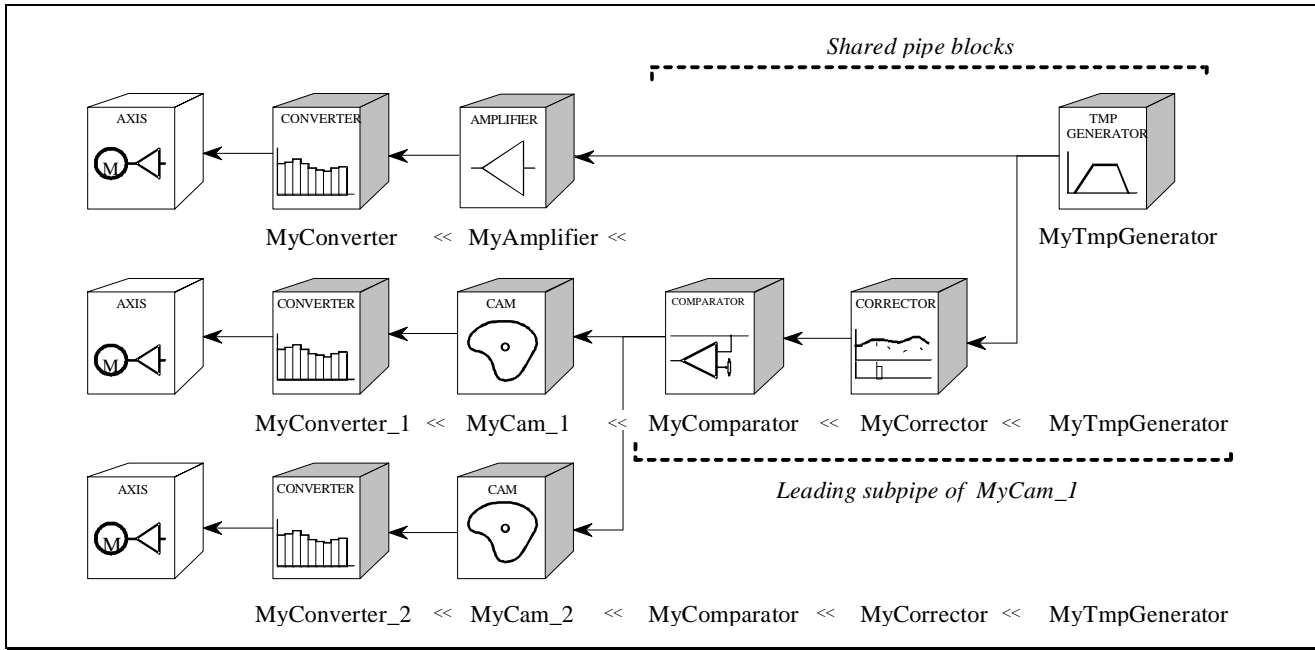 Shared pipe blocks
AXIS
CONVERTER
AMPLIFIER
TMP
GENERATOR
M
MyConverter << MyAmplifier << MyTmpGenerator
AXIS
CONVERTER
CAM
COMPARATOR
CORRECTOR
M
MyConverter_1 << MyCam_1 << MyComparator << MyCorrector << MyTmpGenerator
Leading subpipe of MyCam_1
AXIS
CONVERTER
CAM
M
MyConverter_2 << MyCam_2 << MyComparator << MyCorrector << MyTmpGenerator